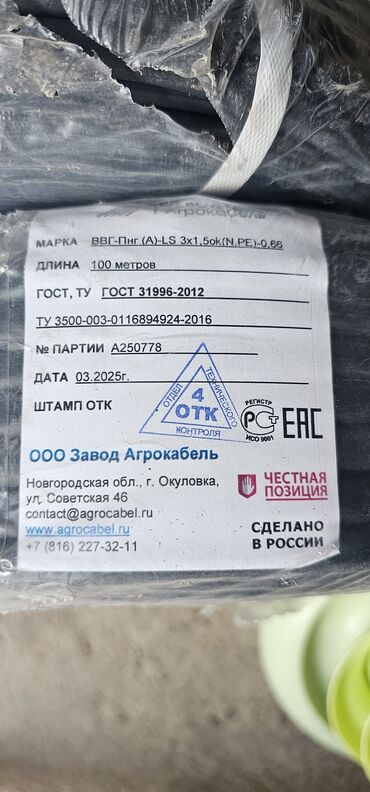 Агрокабель
МАРКА ВВГ-Пнг (А)-LS 3х1,5ok(N,PE)-0,66
ДЛИНА 100 метров
ГОСТ, ТУ ГОСТ 31996-2012
ТУ 3500-003-0116894924-2016
№ ПАРТИИ А250778
ДАТА 03.2025г.
ШТАМП ОТК
ОТДЕЛ ТЕХНИЧЕСКОГО КОНТРОЛЯ
4
ОТК
РЕГИСТР
РСТ
ИСО 9001
ЕАС
ООО Завод Агрокабель
Новгородская обл., г. Окуловка,
ул. Советская 46
contact@agrocabel.ru
www.agrocabel.ru
+7 (816) 227-32-11
ЧЕСТНАЯ
ПОЗИЦИЯ
СДЕЛАНО
В РОССИИ